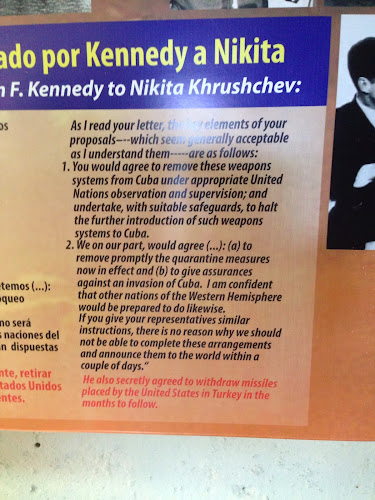 ado por Kennedy a Nikita
n F. Kennedy to Nikita Khrushchev:
os
As I read your letter, the key elements of your
proposals----which seem generally acceptable
as I understand them-----are as follows:
1. You would agree to remove these weapons
systems from Cuba under appropriate United
Nations observation and supervision; and
undertake, with suitable safeguards, to halt
the further introduction of such weapons
systems to Cuba.
2. We on our part, would agree (...): (a) to
remove promptly the quarantine measures
now in effect and (b) to give assurances
against an invasion of Cuba. I am confident
that other nations of the Western Hemisphere
would be prepared to do likewise.
If you give your representatives similar
instructions, there is no reason why we should
not be able to complete these arrangements
and announce them to the world within a
couple of days."
He also secretly agreed to withdraw missiles
placed by the United States in Turkey in the
months to follow.
etemos (...):
oqueo
no será
s naciones del
n dispuestas
nte, retirar
tados Unidos
entes.